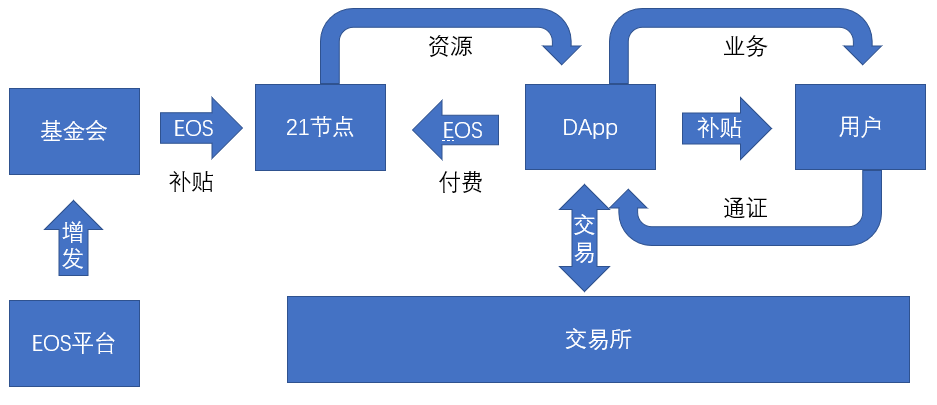 资源
业务
基金会
EOS
21节点
EOS
DApp
补贴
用户
补贴
付费
通证
增
发
交
易
EOS平台
交易所